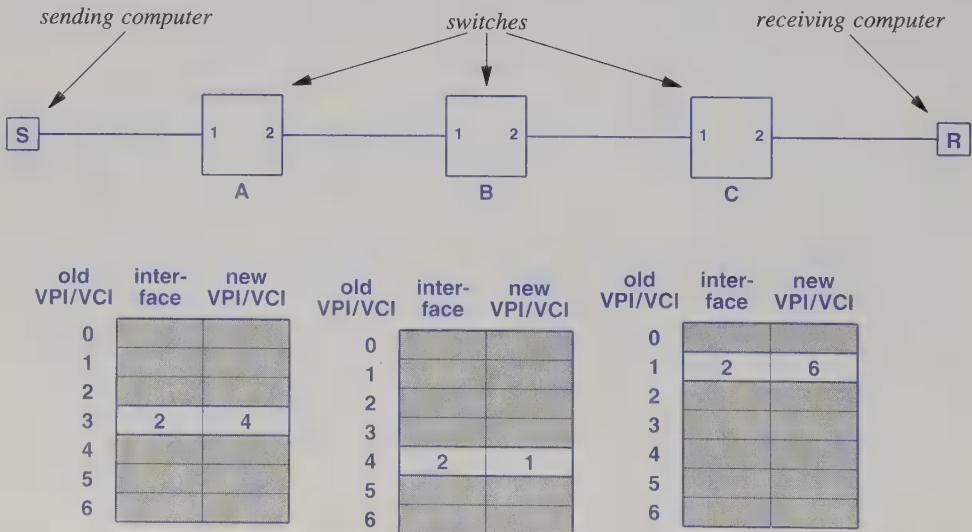 sending computer
switches
receiving computer
S
1 2
1 2
1 2
R
A
B
C
old VPI/VCI
inter-face
new VPI/VCI
0
1
2
3 2 4
4
5
6
old VPI/VCI
inter-face
new VPI/VCI
0
1
2
3
4 2 1
5
6
old VPI/VCI
inter-face
new VPI/VCI
0
1 2 6
2
3
4
5
6